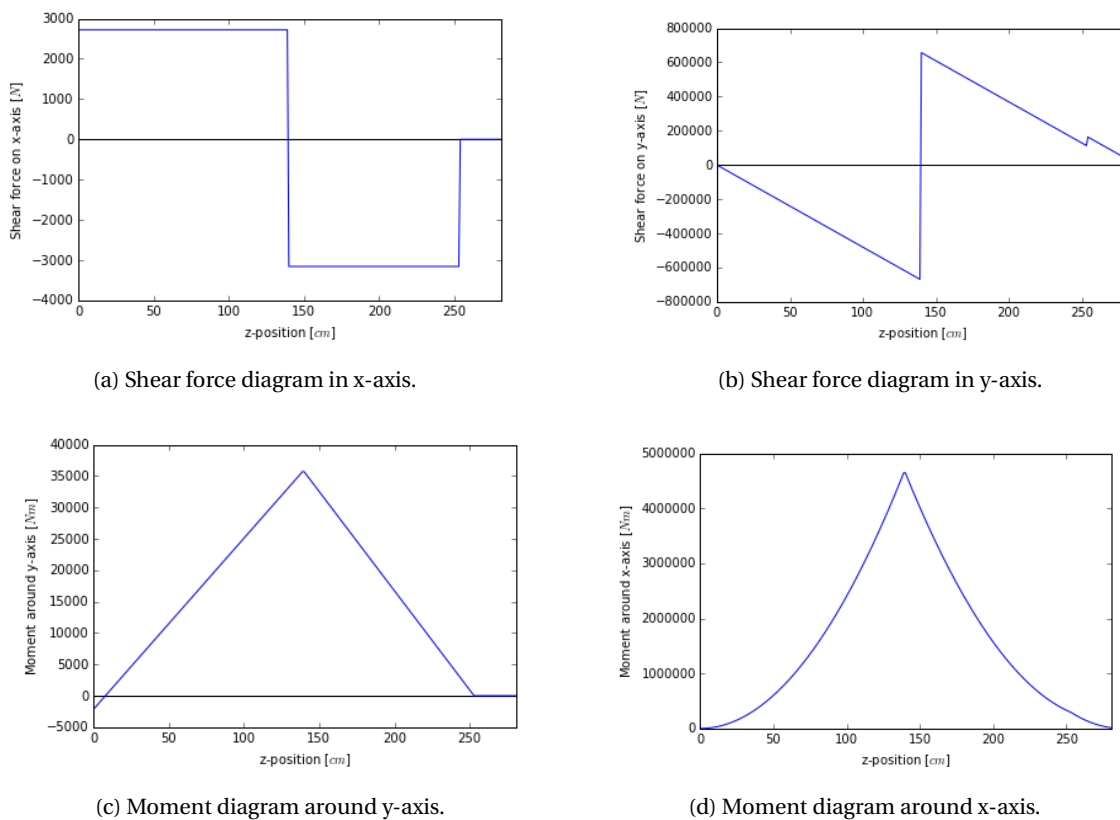 3000
2000
1000
0
−1000
−2000
−3000
−4000
Shear force on x-axis [N]
0 50 100 150 200 250
z-position [cm]
(a) Shear force diagram in x-axis.
800000
600000
400000
200000
0
−200000
−400000
−600000
−800000
Shear force on y-axis [N]
0 50 100 150 200 250
z-position [cm]
(b) Shear force diagram in y-axis.
40000
35000
30000
25000
20000
15000
10000
5000
0
−5000
Moment around y-axis [Nm]
0 50 100 150 200 250
z-position [cm]
(c) Moment diagram around y-axis.
5000000
4000000
3000000
2000000
1000000
0
Moment around x-axis [Nm]
0 50 100 150 200 250
z-position [cm]
(d) Moment diagram around x-axis.